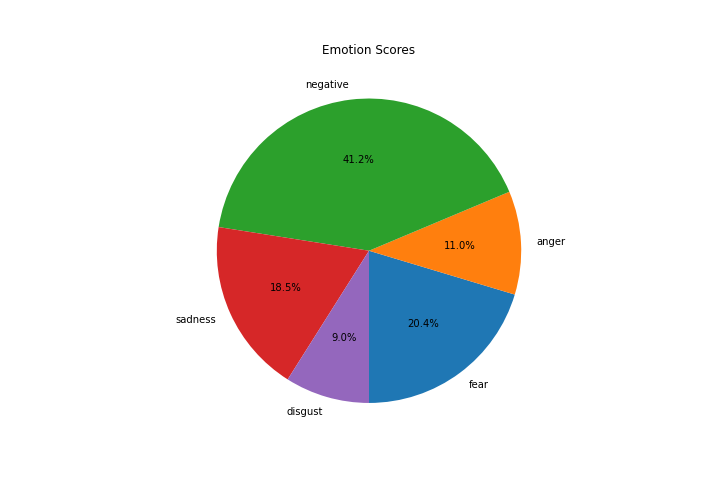 Emotion Scores
negative
41.2%
anger
11.0%
18.5%
sadness
20.4%
9.0%
fear
disgust